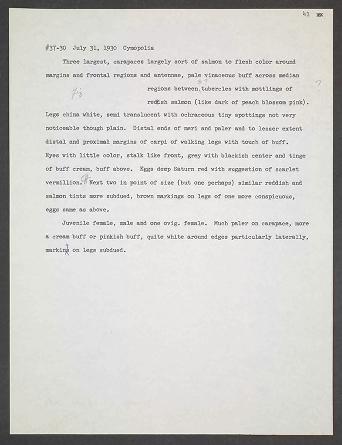 41
#37-30 July 31, 1930 Cymopolia
Three largest, carapaces largely sort of salmon to flesh color around
margins and frontal regions and antennae, pale vinaceous buff across median
regions between tubercles with mottlings of
reddish salmon (like dark of peach blossom pink).
Legs china white, semi translucent with ochraceous tiny spottings not very
noticeable though plain. Distal ends of meri and paler and to lesser extent
distal and proximal margins of carpi of walking legs with touch of buff.
Eyes with little color, stalk like front, grey with blackish center and tinge
of buff cream, buff above. Eggs deep Saturn red with suggestion of scarlet
vermillion. Next two in point of size (but one perhaps) similar reddish and
salmon tints more subdued, brown markings on legs of one more conspicuous,
eggs same as above.
Juvenile female, male and one ovig. female. Much paler on carapace, more
a cream buff or pinkish buff, quite white around edges particularly laterally,
marking on legs subdued.